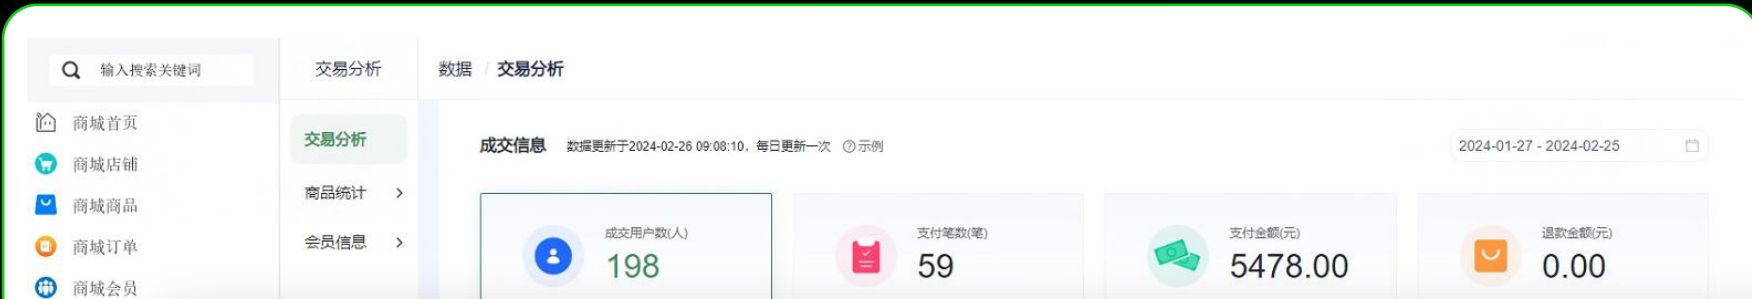 输入搜索关键词
商城首页
商城店铺
商城商品
商城订单
商城会员
交易分析
交易分析
商品统计
会员信息
数据 / 交易分析
成交信息 数据更新于2024-02-26 09:08:10，每日更新一次 ?示例
2024-01-27 - 2024-02-25
成交用户数(人)
198
支付笔数(笔)
59
支付金额(元)
5478.00
退款金额(元)
0.00